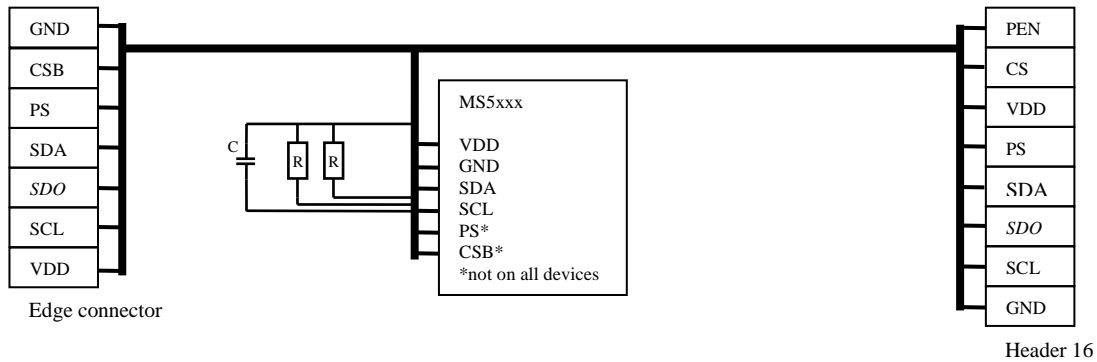 GND
CSB
PS
SDA
SDO
SCL
VDD
Edge connector
C
R
R
MS5xxx
VDD
GND
SDA
SCL
PS*
CSB*
*not on all devices
PEN
CS
VDD
PS
SDA
SDO
SCL
GND
Header 16